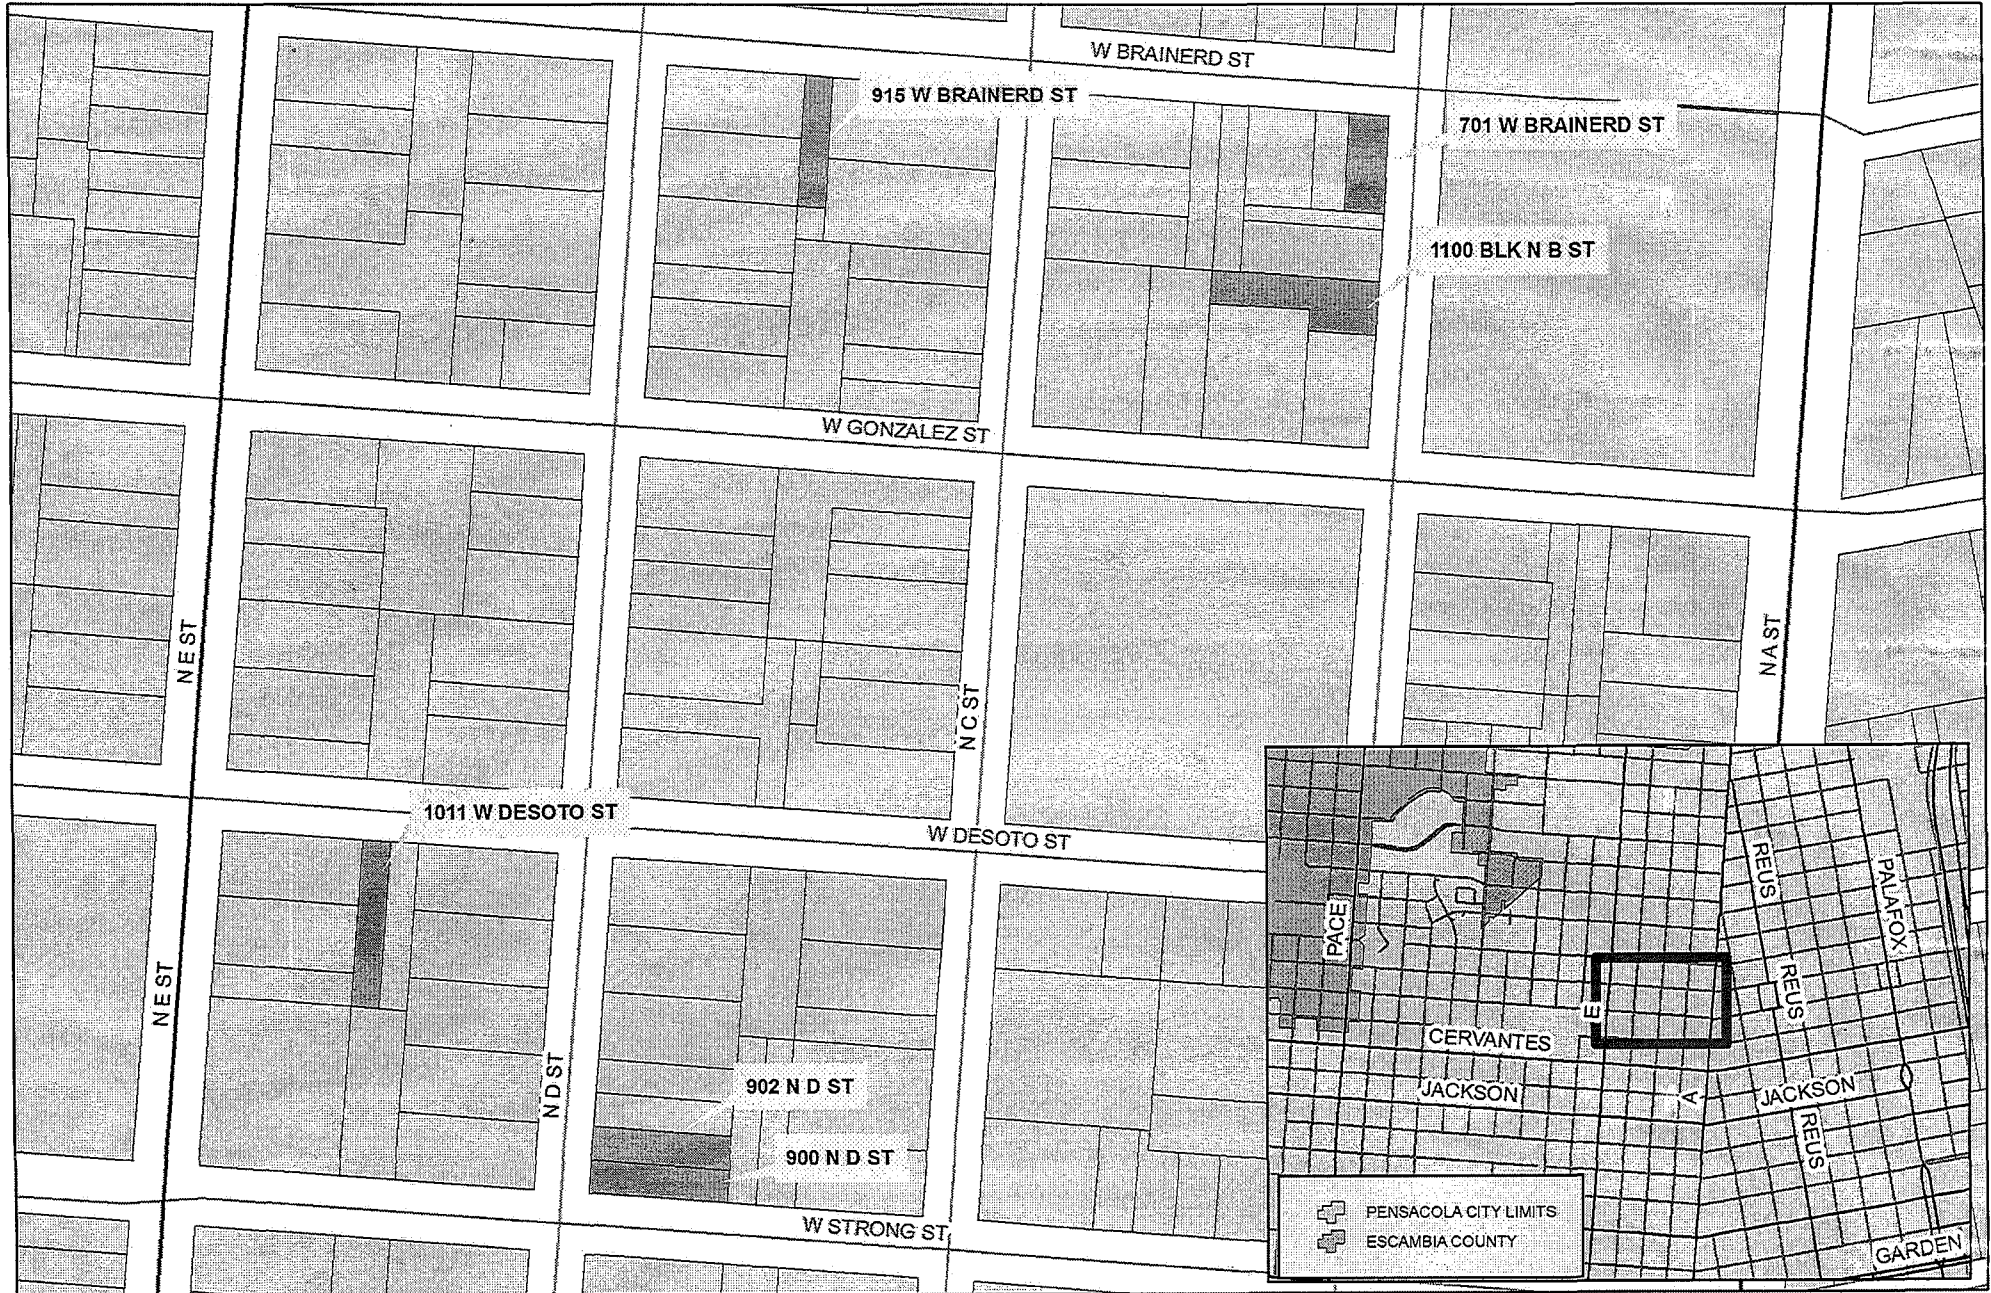 W BRAINERD ST
915 W BRAINERD ST
701 W BRAINERD ST
1100 BLK N B ST
W GONZALEZ ST
N E ST
N C ST
N A ST
1011 W DESOTO ST
W DESOTO ST
N E ST
N D ST
902 N D ST
900 N D ST
W STRONG ST
REUS
PALAFOX
PACE
REUS
E
CERVANTES
JACKSON
A
JACKSON
REUS
GARDEN
PENSACOLA CITY LIMITS
ESCAMBIA COUNTY